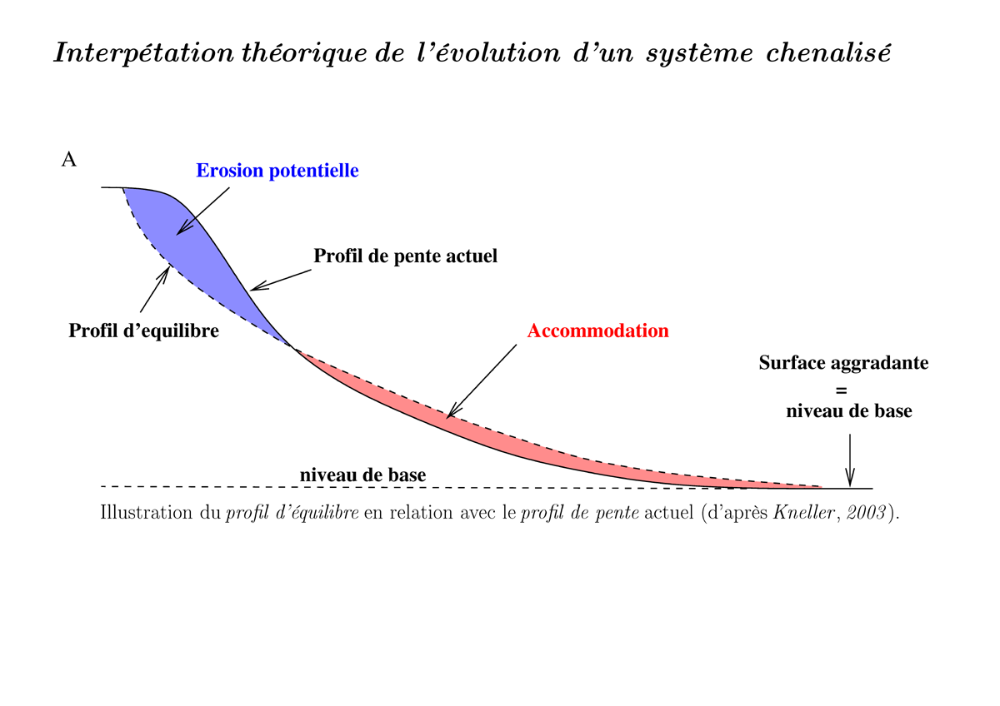 Interpétation théorique de l'évolution d'un système chenalisé
A
Erosion potentielle
Profil de pente actuel
Profil d'equilibre
Accommodation
Surface aggradante
=
niveau de base
niveau de base
Illustration du profil d'équilibre en relation avec le profil de pente actuel (d'après Kneller, 2003).